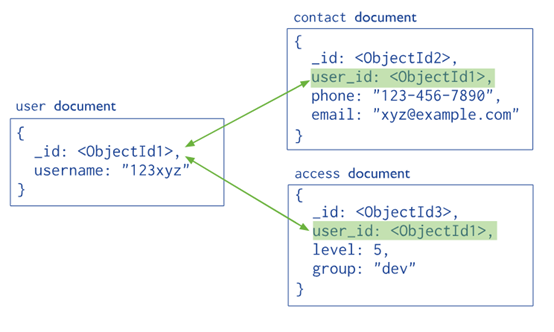 contact document
{
_id: <ObjectId2>,
user_id: <ObjectId1>,
phone: "123-456-7890",
email: "xyz@example.com"
}
user document
{
_id: <ObjectId1>,
username: "123xyz"
}
access document
{
_id: <ObjectId3>,
user_id: <ObjectId1>,
level: 5,
group: "dev"
}